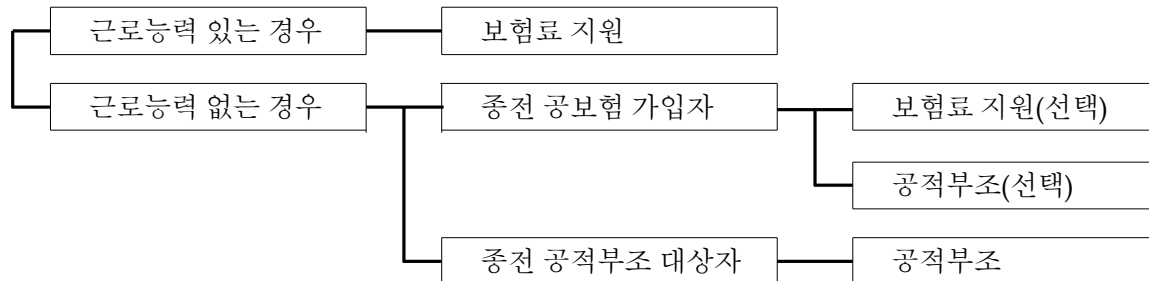 근로능력 있는 경우
보험료 지원
근로능력 없는 경우
종전 공보험 가입자
보험료 지원(선택)
공적부조(선택)
종전 공적부조 대상자
공적부조